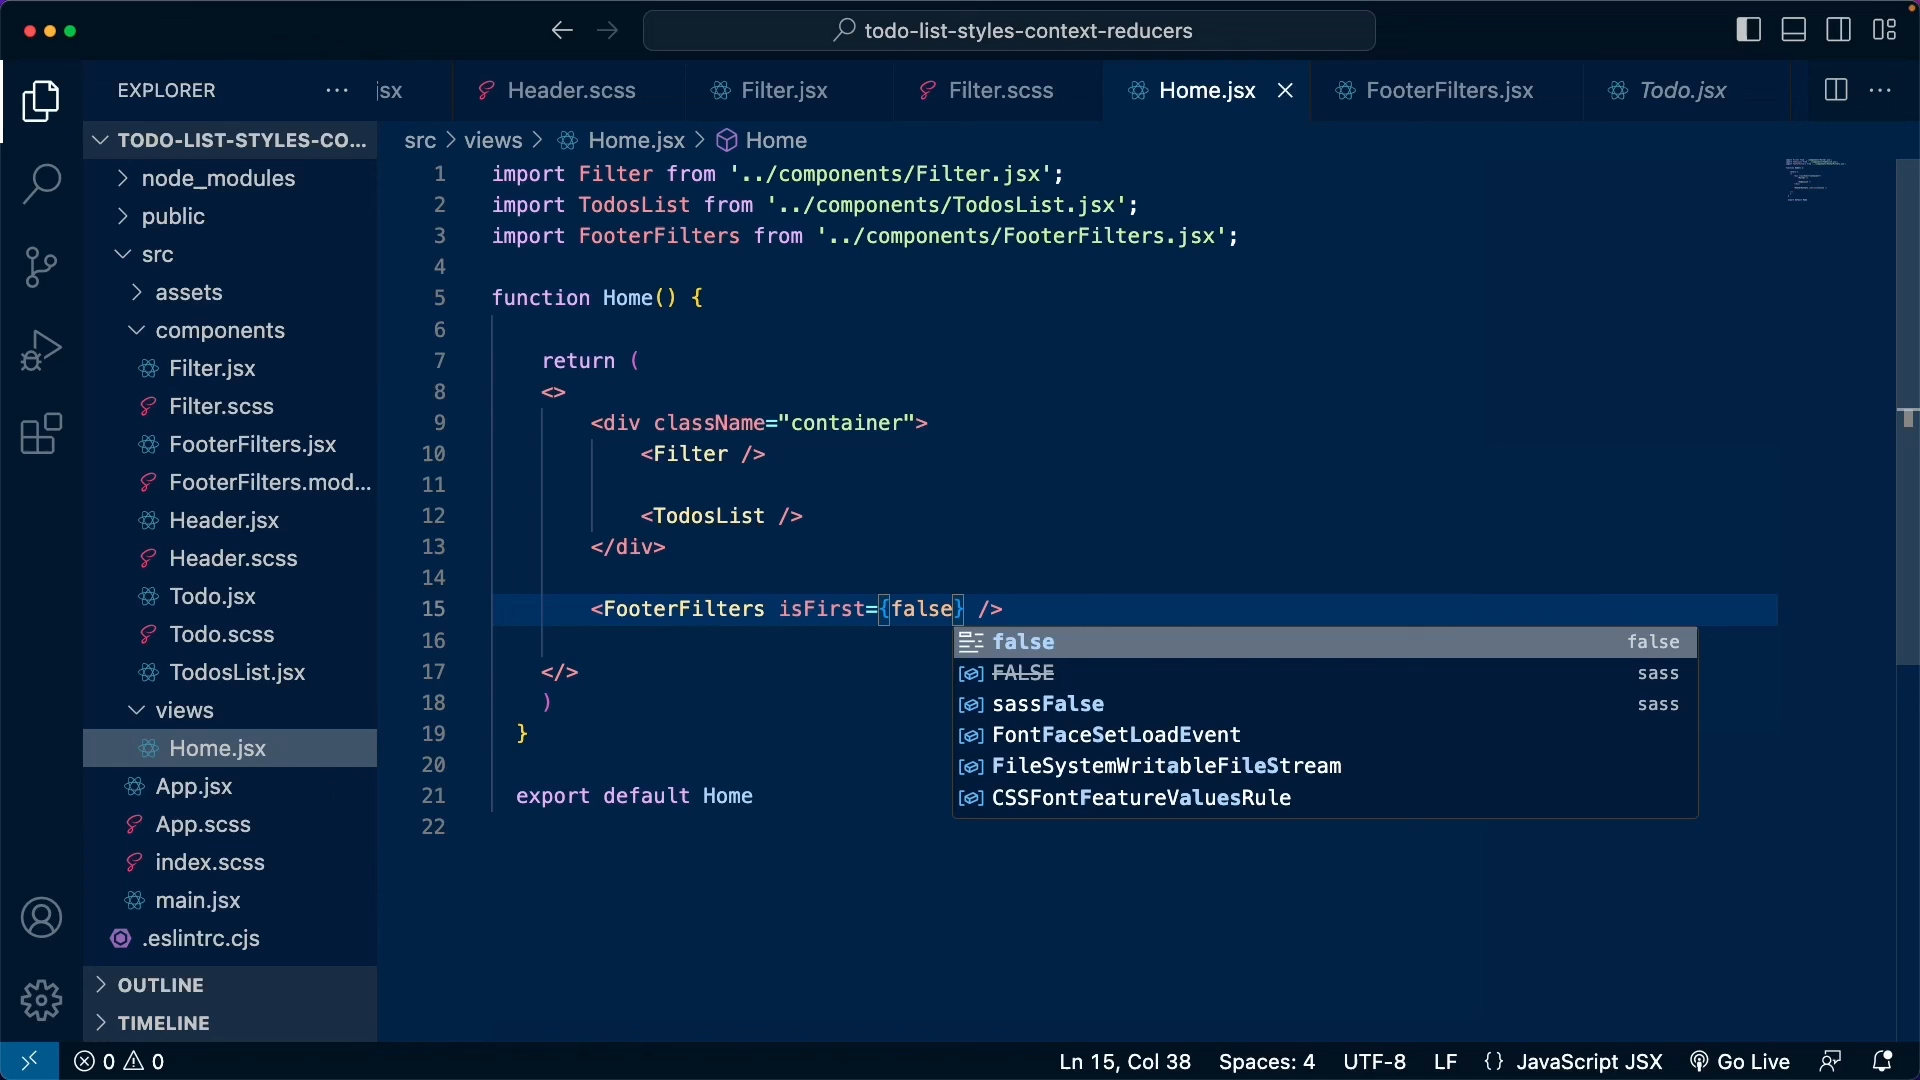 todo-list-styles-context-reducers
EXPLORER
jsx
Header.scss
Filter.jsx
Filter.scss
Home.jsx
FooterFilters.jsx
Todo.jsx
TODO-LIST-STYLES-CO...
node_modules
public
src
assets
components
Filter.jsx
Filter.scss
FooterFilters.jsx
FooterFilters.mod...
Header.jsx
Header.scss
Todo.jsx
Todo.scss
TodosList.jsx
views
Home.jsx
App.jsx
App.scss
index.scss
main.jsx
.eslintrc.cjs
OUTLINE
TIMELINE
src > views > Home.jsx > Home
1 import Filter from '../components/Filter.jsx';
2 import TodosList from '../components/TodosList.jsx';
3 import FooterFilters from '../components/FooterFilters.jsx';
4
5 function Home() {
6
7 return (
8 <>
9 <div className="container">
10 <Filter />
11
12 <TodosList />
13 </div>
14
15 <FooterFilters isFirst={false} />
16
17 </>
18 )
19 }
20
21 export default Home
22
false false
FALSE sass
sassFalse sass
FontFaceSetLoadEvent
FileSystemWritableFileStream
CSSFontFeatureValuesRule
0 0
Ln 15, Col 38 Spaces: 4 UTF-8 LF {} JavaScript JSX Go Live